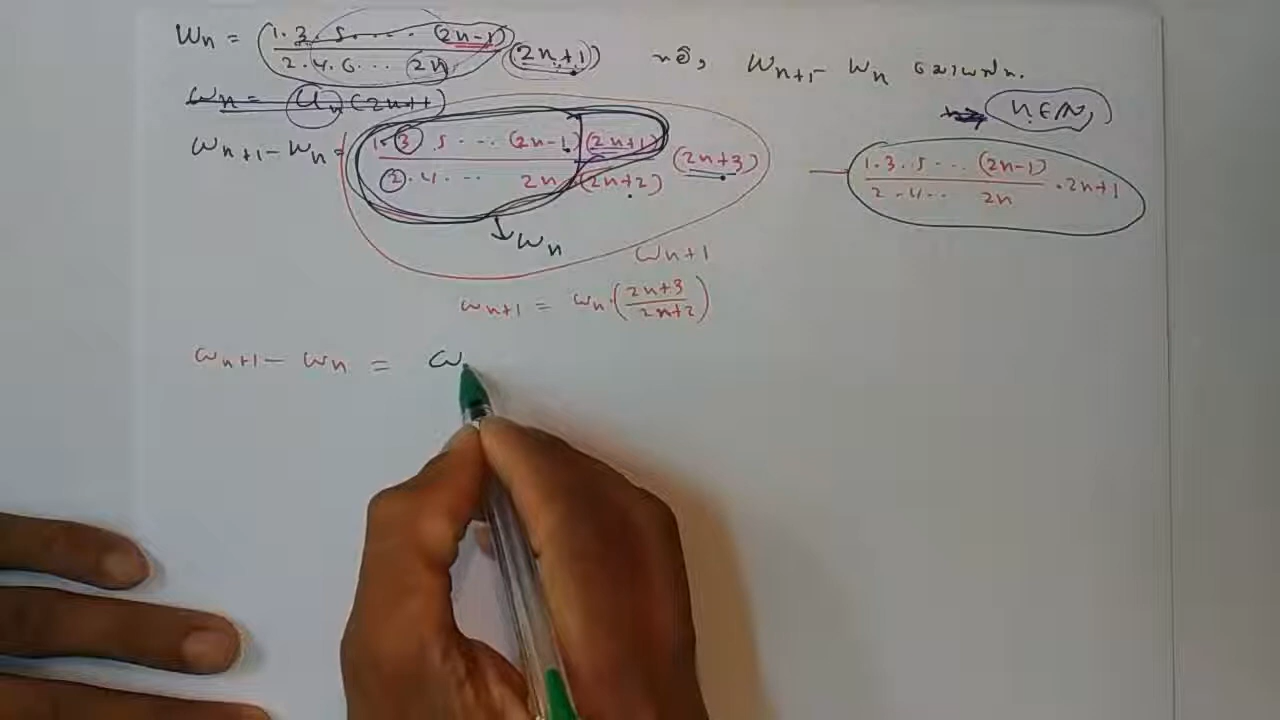 Wn = (1.3.5.... (2n-1) / 2.4.6... 2n) (2n+1) , Wn+1 - Wn
Wn = Un (2n+1)
Wn+1 - Wn = 1.3.5.... (2n-1)(2n+1) / 2.4... 2n (2n+2) (2n+3) - 1.3.5... (2n-1) / 2.4... 2n . 2n+1
n∈N,)
↓ Wn
Wn+1
Wn+1 = Wn . (2n+3 / 2n+2)
Wn+1 - Wn = W